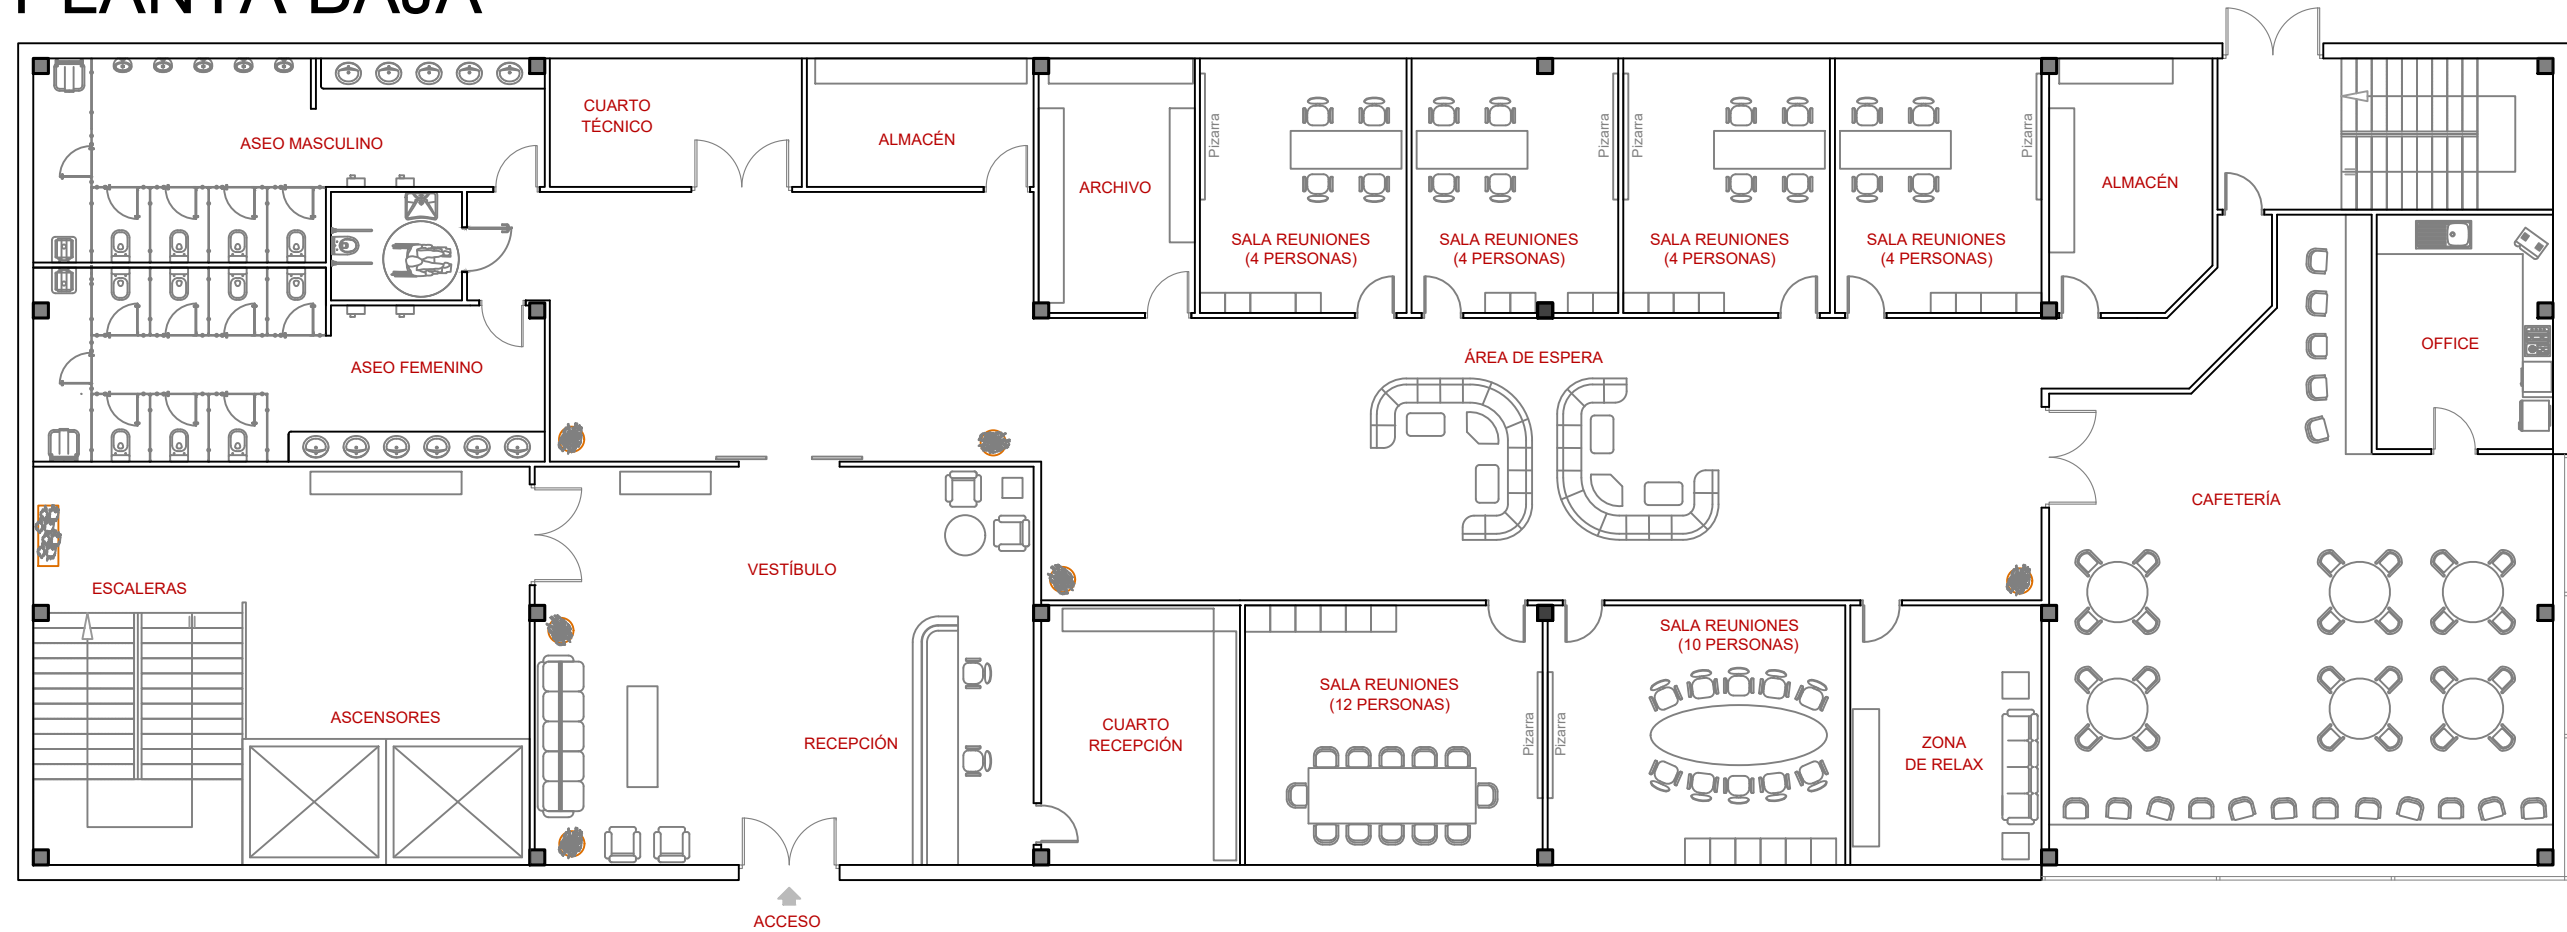 PLANTA BAJA
CUARTO
TÉCNICO
ASEO MASCULINO
ALMACÉN
ARCHIVO
Pizarra
Pizarra
Pizarra
Pizarra
ALMACÉN
SALA REUNIONES
(4 PERSONAS)
SALA REUNIONES
(4 PERSONAS)
SALA REUNIONES
(4 PERSONAS)
SALA REUNIONES
(4 PERSONAS)
OFFICE
ÁREA DE ESPERA
ASEO FEMENINO
CAFETERÍA
VESTÍBULO
ESCALERAS
SALA REUNIONES
(10 PERSONAS)
SALA REUNIONES
(12 PERSONAS)
ASCENSORES
CUARTO
RECEPCIÓN
RECEPCIÓN
Pizarra
Pizarra
ZONA
DE RELAX
ACCESO